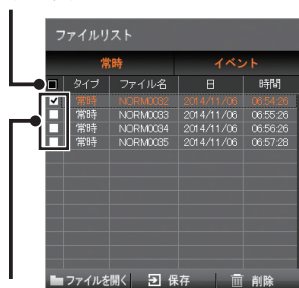 ファイルリスト
常時 イベント
タイプ ファイル名 日 時間
常時 NORM0032 2014/11/06 06:54:26
常時 NORM0033 2014/11/06 06:55:26
常時 NORM0034 2014/11/06 06:56:26
常時 NORM0035 2014/11/06 06:57:28
ファイルを開く 保存 削除